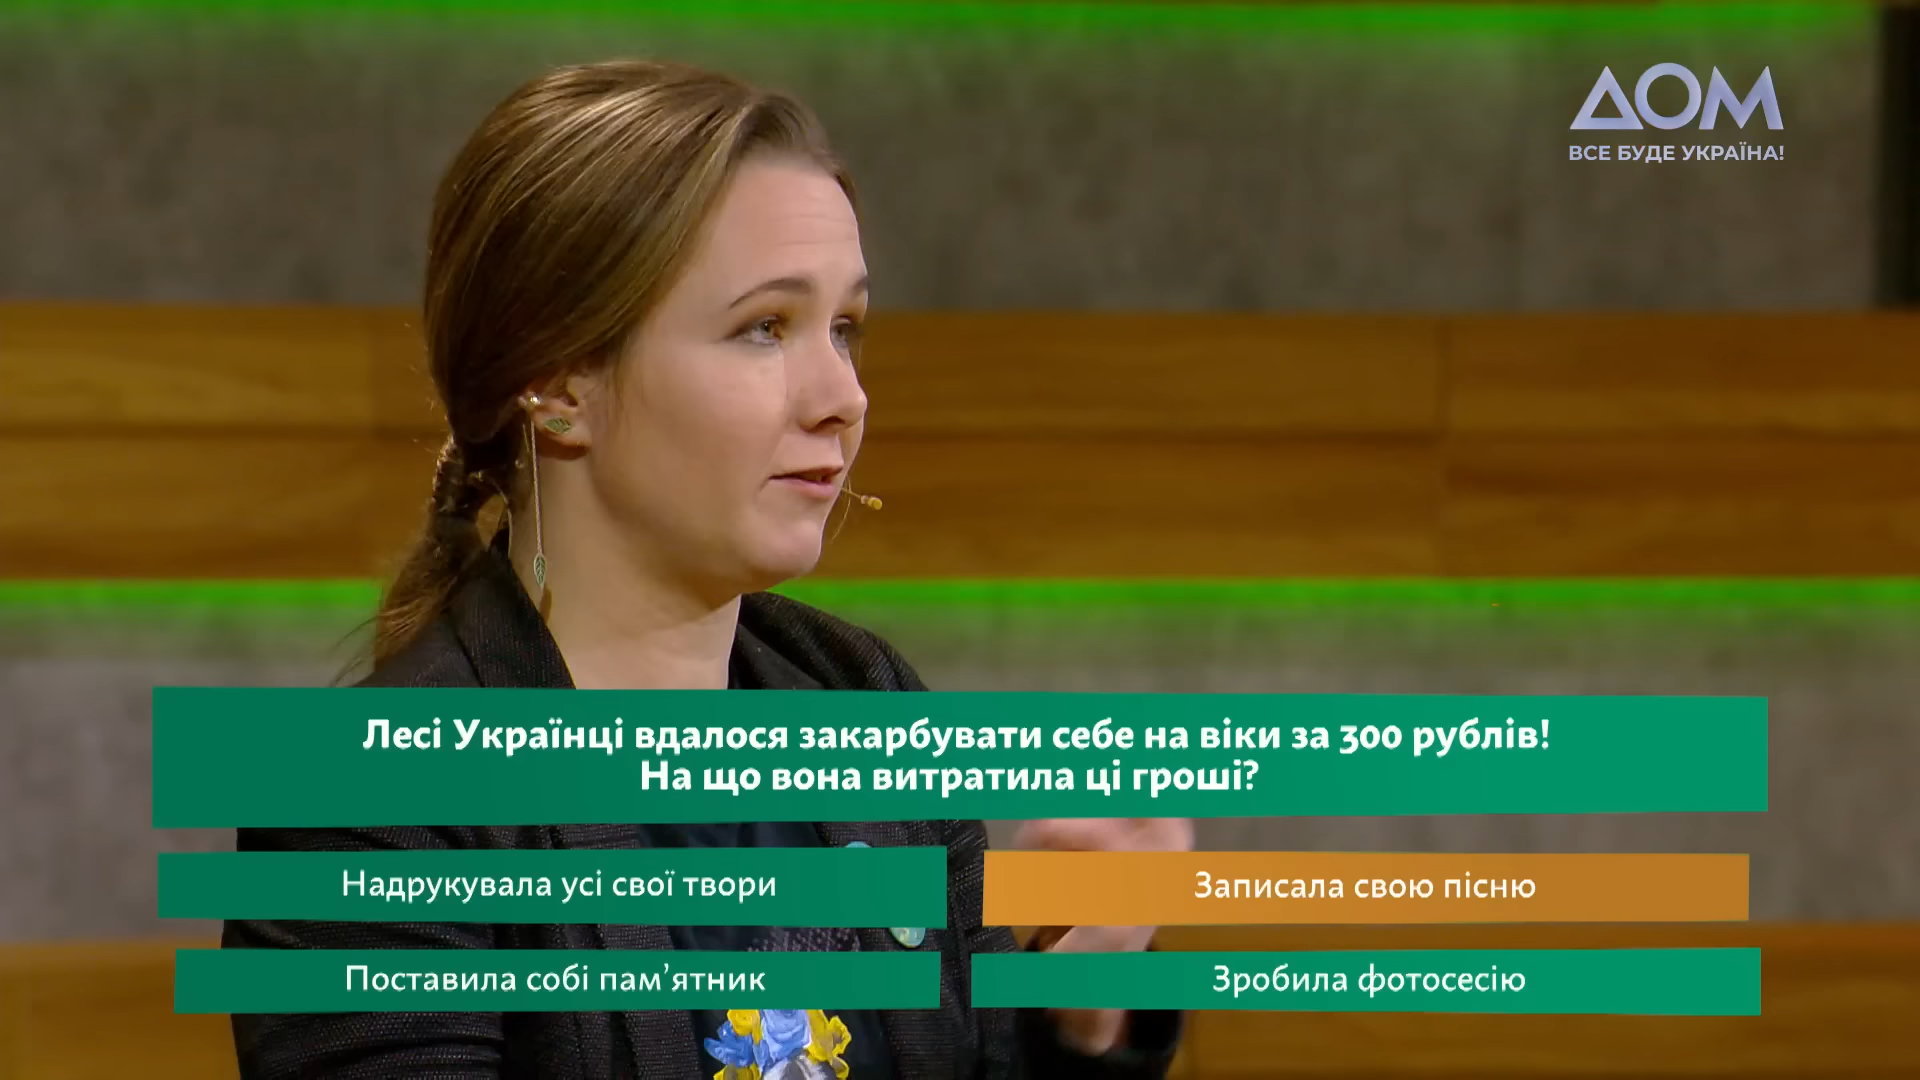 ДОМ
ВСЕ БУДЕ УКРАЇНА!
Лесі Українці вдалося закарбувати себе на віки за 300 рублів!
На що вона витратила ці гроші?
Надрукувала усі свої твори
Записала свою пісню
Поставила собі пам’ятник
Зробила фотосесію